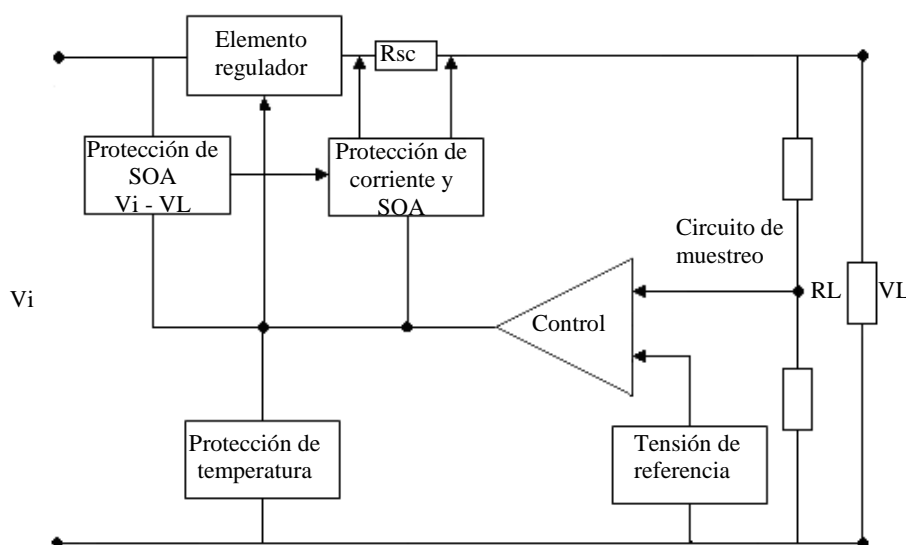 Elemento
regulador
Rsc
Protección de
SOA
Vi - VL
Protección de
corriente y
SOA
Circuito de
muestreo
Vi
RL
VL
Control
Protección de
temperatura
Tensión de
referencia